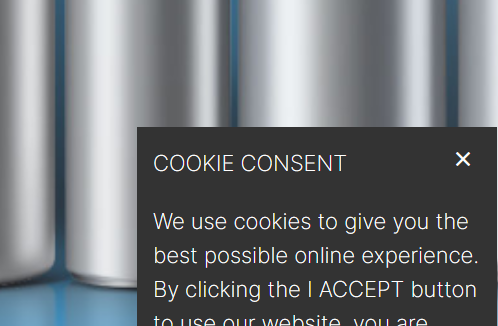 COOKIE CONSENT ✕
We use cookies to give you the
best possible online experience.
By clicking the I ACCEPT button
to use our website, you are